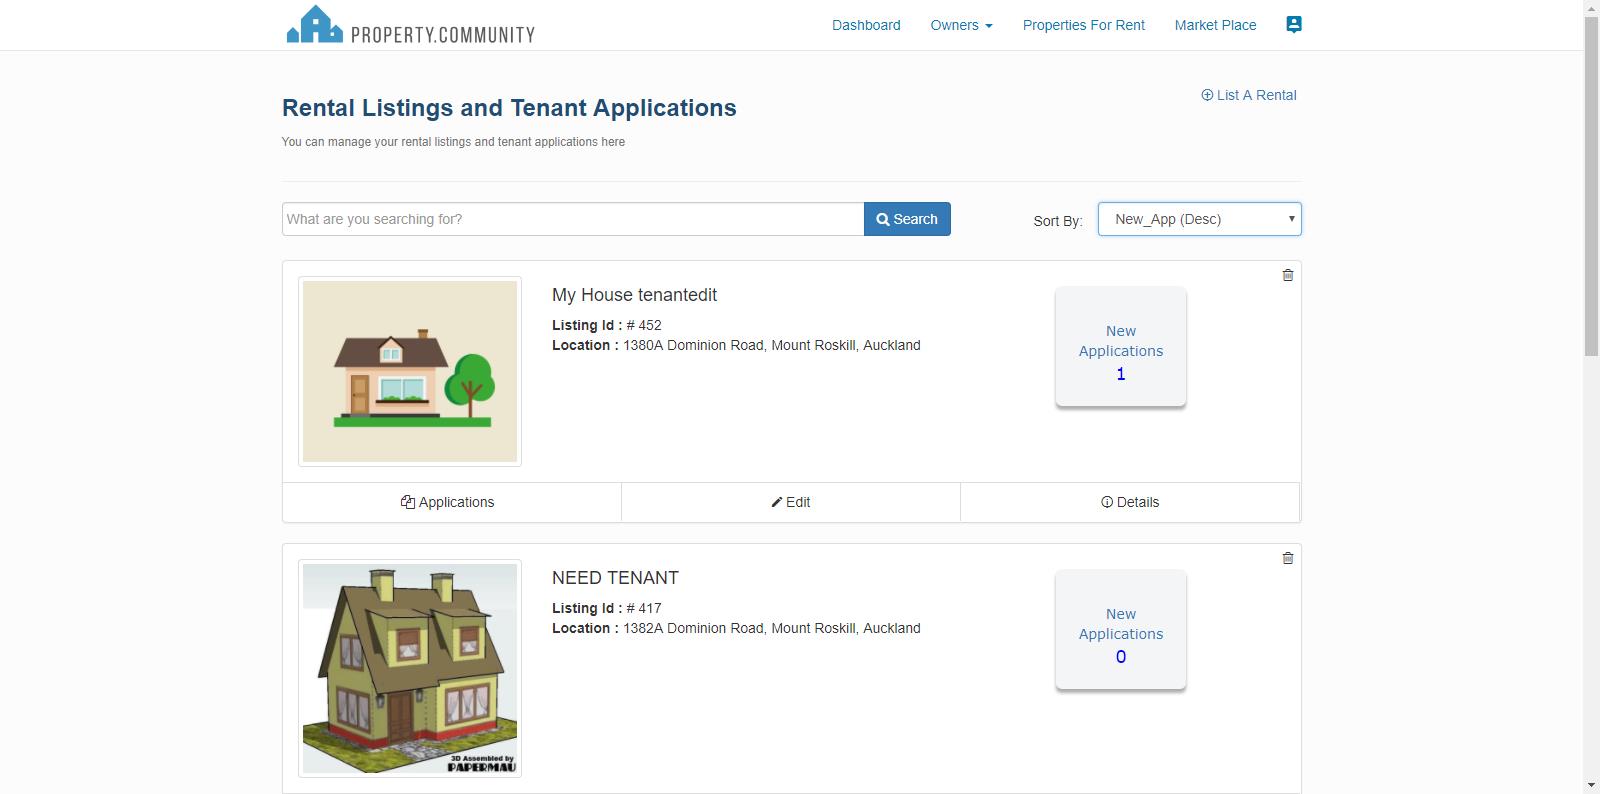 PROPERTY.COMMUNITY
Dashboard
Owners
Properties For Rent
Market Place
Rental Listings and Tenant Applications
List A Rental
You can manage your rental listings and tenant applications here
What are you searching for?
Search
Sort By:
New_App (Desc)
My House tenantedit
Listing Id : # 452
Location : 1380A Dominion Road, Mount Roskill, Auckland
New
Applications
1
Applications
Edit
Details
NEED TENANT
Listing Id : # 417
Location : 1382A Dominion Road, Mount Roskill, Auckland
New
Applications
0
3D Assembled by
PAPERMAU